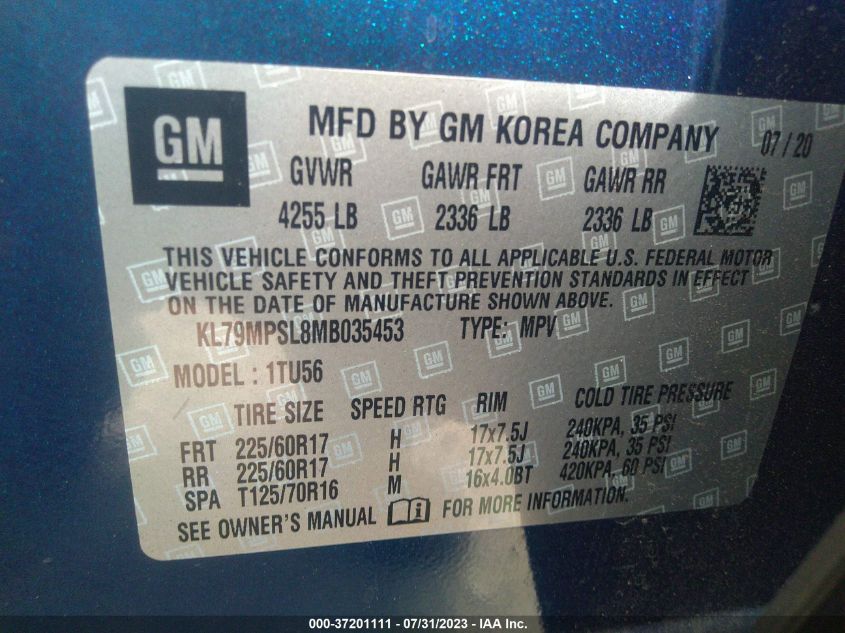 GM
MFD BY GM KOREA COMPANY 07/20
GVWR GAWR FRT GAWR RR
4255 LB 2336 LB 2336 LB
THIS VEHICLE CONFORMS TO ALL APPLICABLE U.S. FEDERAL MOTOR
VEHICLE SAFETY AND THEFT PREVENTION STANDARDS IN EFFECT
ON THE DATE OF MANUFACTURE SHOWN ABOVE.
KL79MPSL8MB035453 TYPE: MPV
MODEL : 1TU56
TIRE SIZE SPEED RTG RIM COLD TIRE PRESSURE
FRT 225/60R17 H 17x7.5J 240KPA, 35 PSI
RR 225/60R17 H 17x7.5J 240KPA, 35 PSI
SPA T125/70R16 M 16x4.0BT 420KPA, 60 PSI
SEE OWNER'S MANUAL FOR MORE INFORMATION.
000-37201111 - 07/31/2023 - IAA Inc.